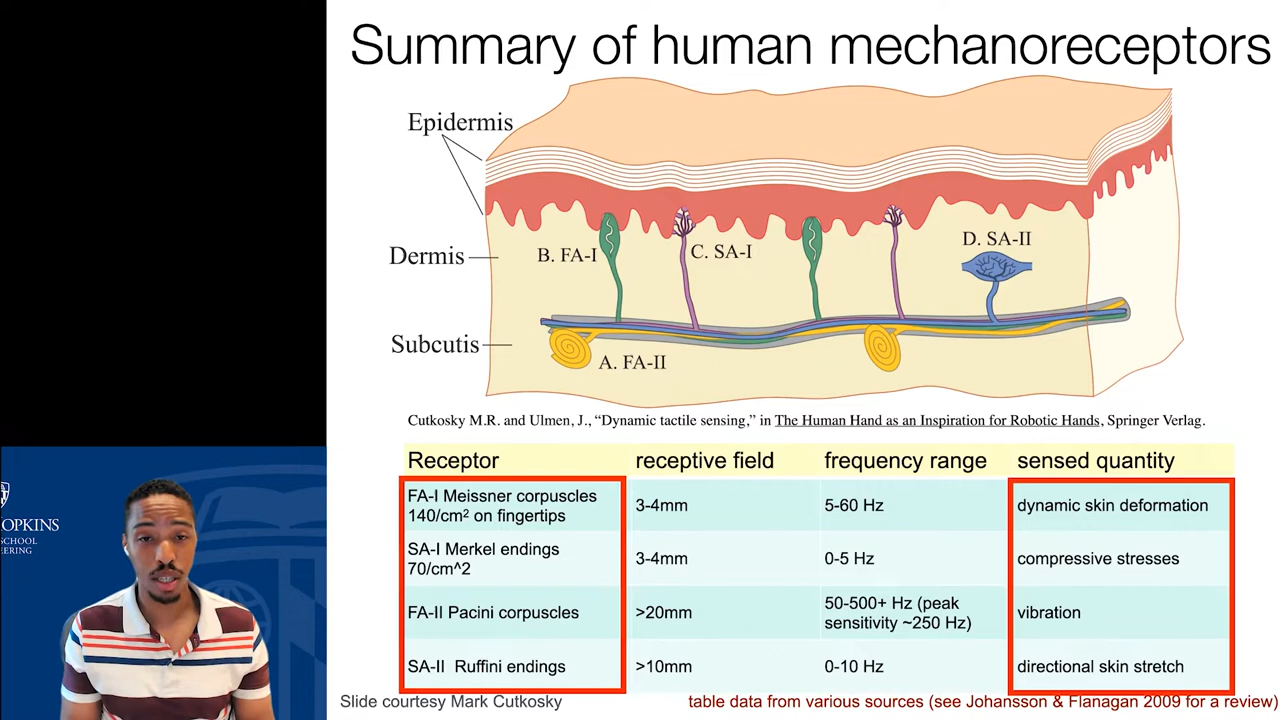 Summary of human mechanoreceptors
Epidermis
Dermis
Subcutis
B. FA-I
C. SA-I
D. SA-II
A. FA-II
Cutkosky M.R. and Ulmen, J., “Dynamic tactile sensing,” in The Human Hand as an Inspiration for Robotic Hands, Springer Verlag.
Receptor receptive field frequency range sensed quantity
FA-I Meissner corpuscles
140/cm² on fingertips
3-4mm
5-60 Hz
dynamic skin deformation
SA-I Merkel endings
70/cm^2
3-4mm
0-5 Hz
compressive stresses
FA-II Pacini corpuscles
>20mm
50-500+ Hz (peak
sensitivity ~250 Hz)
vibration
SA-II Ruffini endings
>10mm
0-10 Hz
directional skin stretch
Slide courtesy Mark Cutkosky
table data from various sources (see Johansson & Flanagan 2009 for a review)
HOPKINS
SCHOOL
EERING